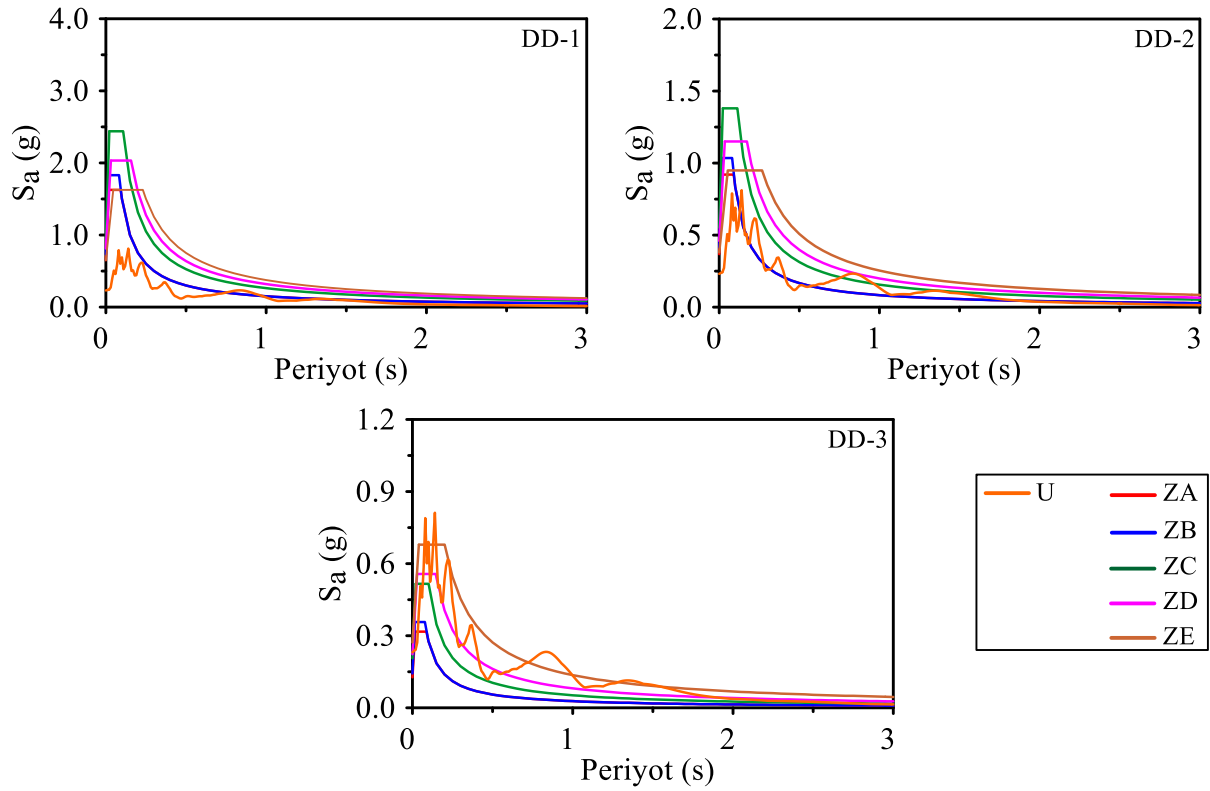 DD-1
4.0
3.0
2.0
1.0
0.0
Sa (g)
0 1 2 3
Periyot (s)
DD-2
2.0
1.5
1.0
0.5
0.0
Sa (g)
0 1 2 3
Periyot (s)
DD-3
1.2
0.9
0.6
0.3
0.0
Sa (g)
0 1 2 3
Periyot (s)
U
ZA
ZB
ZC
ZD
ZE